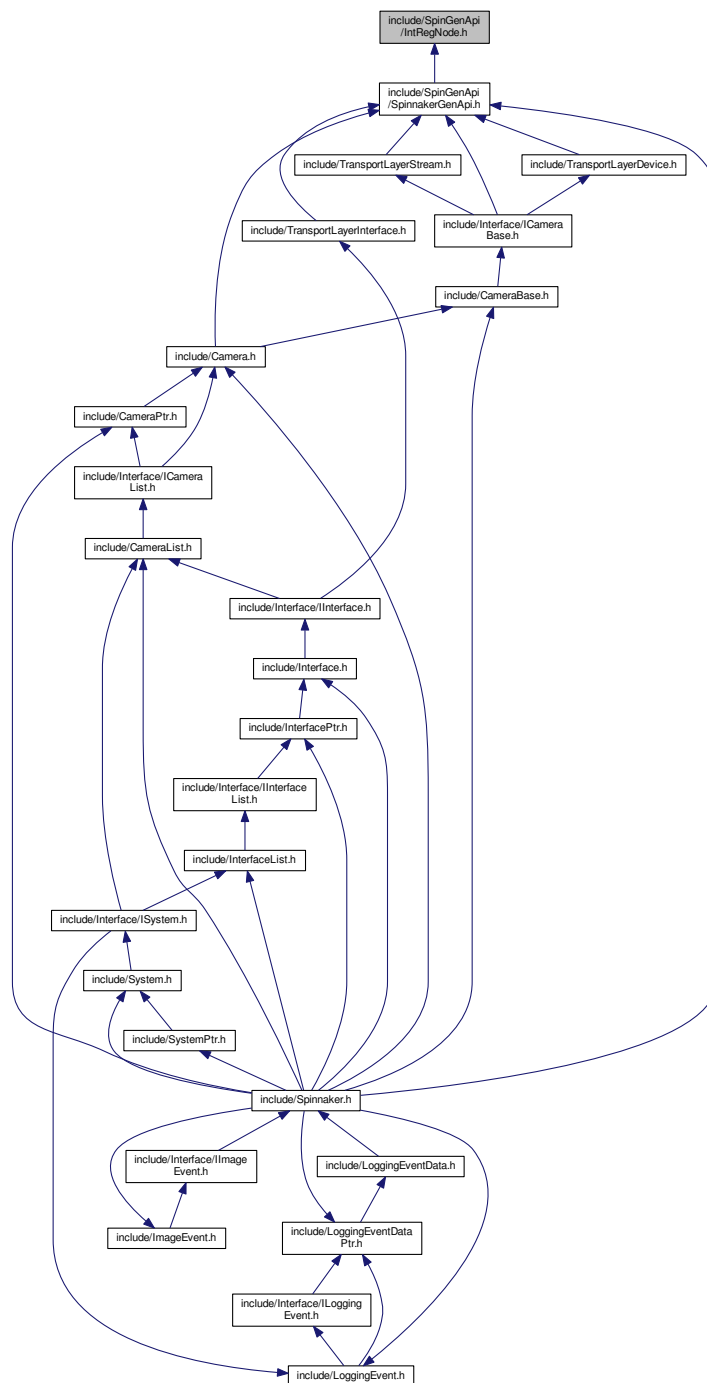 include/SpinGenApi
/IntRegNode.h
include/SpinGenApi
/SpinnakerGenApi.h
include/TransportLayerStream.h
include/TransportLayerDevice.h
include/TransportLayerInterface.h
include/Interface/ICamera
Base.h
include/CameraBase.h
include/Camera.h
include/CameraPtr.h
include/Interface/ICamera
List.h
include/CameraList.h
include/Interface/IInterface.h
include/Interface.h
include/InterfacePtr.h
include/Interface/IInterface
List.h
include/InterfaceList.h
include/Interface/ISystem.h
include/System.h
include/SystemPtr.h
include/Spinnaker.h
include/Interface/IImage
Event.h
include/LoggingEventData.h
include/ImageEvent.h
include/LoggingEventData
Ptr.h
include/Interface/ILogging
Event.h
include/LoggingEvent.h